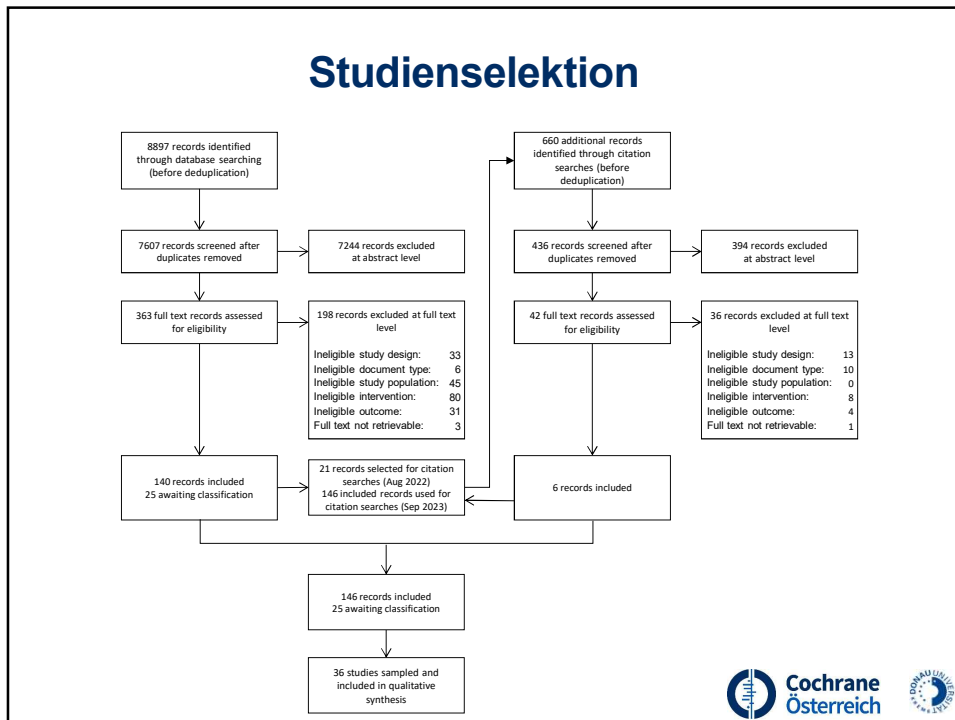 Studienselektion
8897 records identified
through database searching
(before deduplication)
7607 records screened after
duplicates removed
7244 records excluded
at abstract level
363 full text records assessed
for eligibility
198 records excluded at full text
level
Ineligible study design: 33
Ineligible document type: 6
Ineligible study population: 45
Ineligible intervention: 80
Ineligible outcome: 31
Full text not retrievable: 3
140 records included
25 awaiting classification
21 records selected for citation
searches (Aug 2022)
146 included records used for
citation searches (Sep 2023)
660 additional records
identified through citation
searches (before
deduplication)
436 records screened after
duplicates removed
394 records excluded
at abstract level
42 full text records assessed
for eligibility
36 records excluded at full text
level
Ineligible study design: 13
Ineligible document type: 10
Ineligible study population: 0
Ineligible intervention: 8
Ineligible outcome: 4
Full text not retrievable: 1
6 records included
146 records included
25 awaiting classification
36 studies sampled and
included in qualitative
synthesis
Cochrane
Österreich
DONAU UNIVERSITÄT